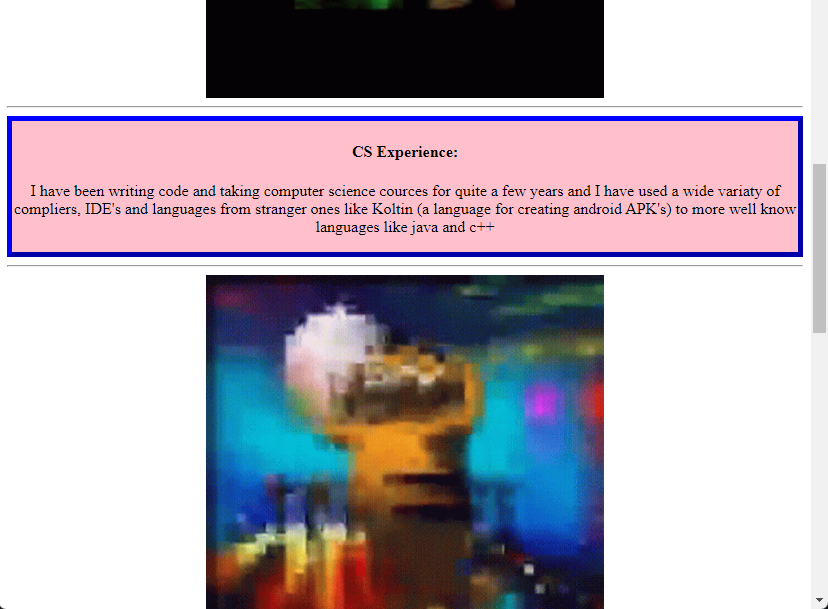 CS Experience:
I have been writing code and taking computer science cources for quite a few years and I have used a wide variaty of
compliers, IDE's and languages from stranger ones like Koltin (a language for creating android APK's) to more well know
languages like java and c++